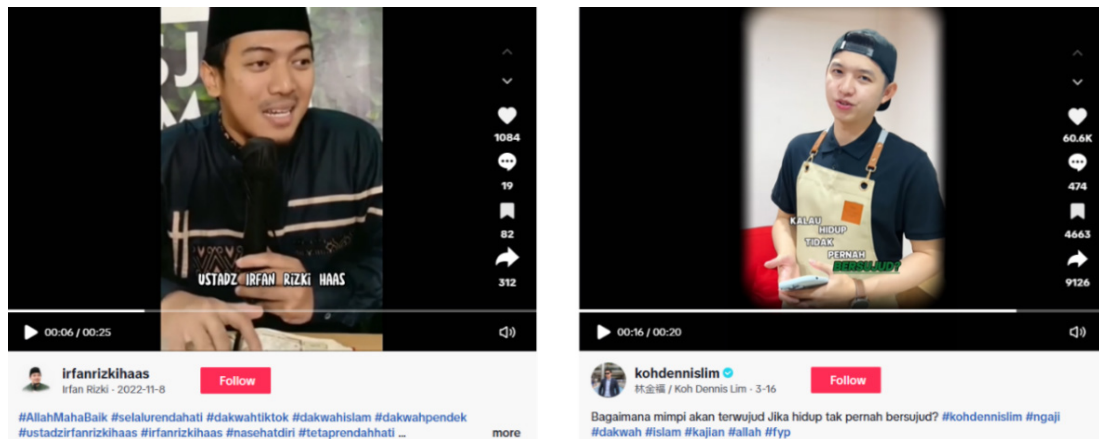 SJ
M
USTADZ IRFAN RIZKI HAAS
1084
19
82
312
00:06 / 00:25
irfanrizkihaas
Irfan Rizki · 2022-11-8
Follow
#AllahMahaBaik #selalurendahati #dakwahtiktok #dakwahislam #dakwahpendek
#ustadzirfanrizkihaas #irfanrizkihaas #nasehatdiri #tetaprendahhati ...
more
KALAU
HIDUP
TIDAK
PERNAH
BERSUJUD?
60.6K
474
4663
9126
00:16 / 00:20
kohdennislim
林金福 / Koh Dennis Lim · 3-16
Follow
Bagaimana mimpi akan terwujud Jika hidup tak pernah bersujud? #kohdennislim #ngaji
#dakwah #islam #kajian #allah #fyp